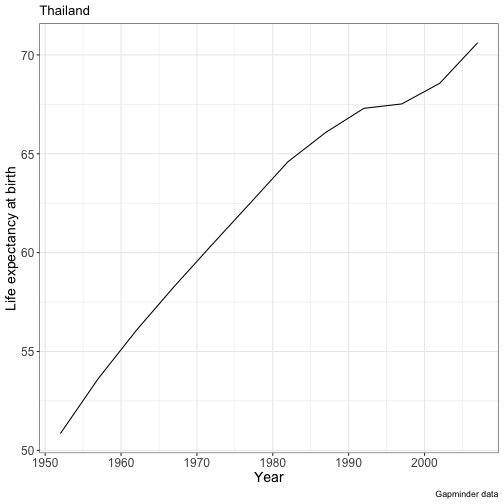 Thailand
70
65
60
55
50
Life expectancy at birth
1950 1960 1970 1980 1990 2000
Year
Gapminder data